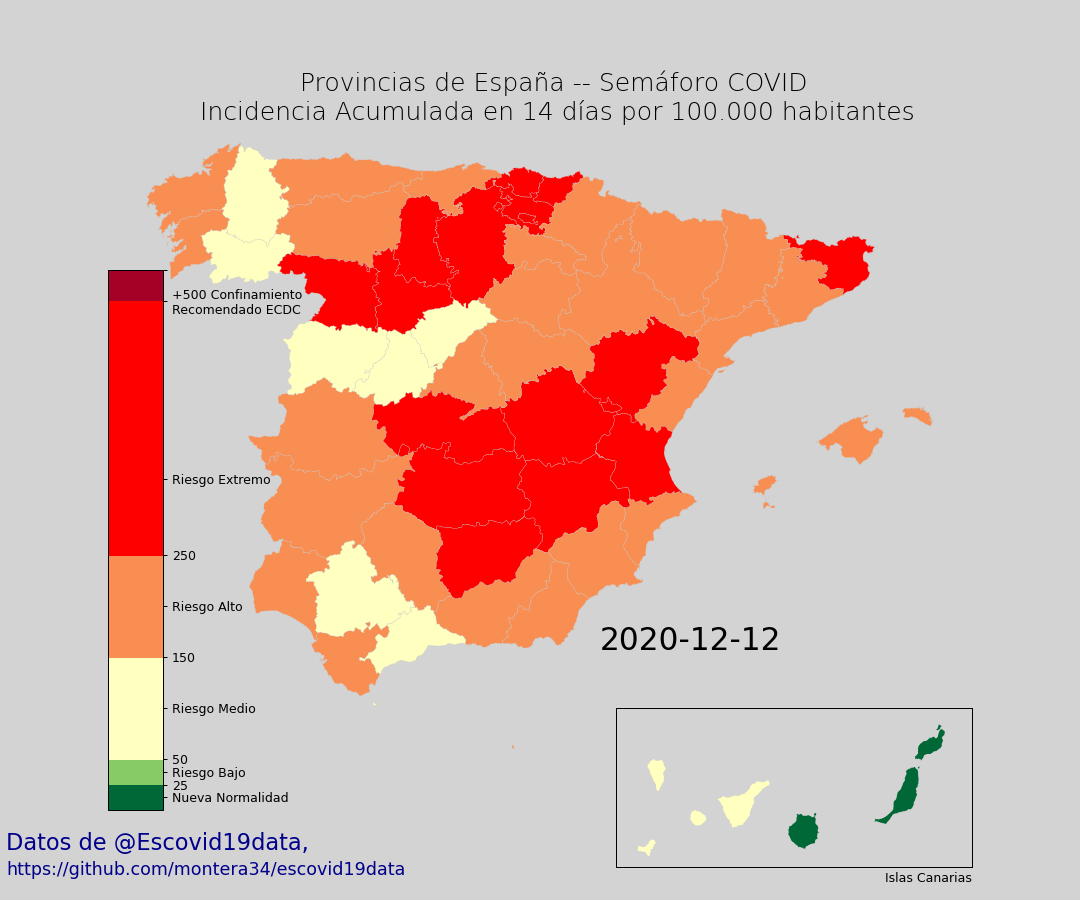 Provincias de España -- Semáforo COVID
Incidencia Acumulada en 14 días por 100.000 habitantes
+500 Confinamiento
Recomendado ECDC
Riesgo Extremo
250
Riesgo Alto
150
Riesgo Medio
50
Riesgo Bajo
25
Nueva Normalidad
2020-12-12
Islas Canarias
Datos de @Escovid19data,
https://github.com/montera34/escovid19data